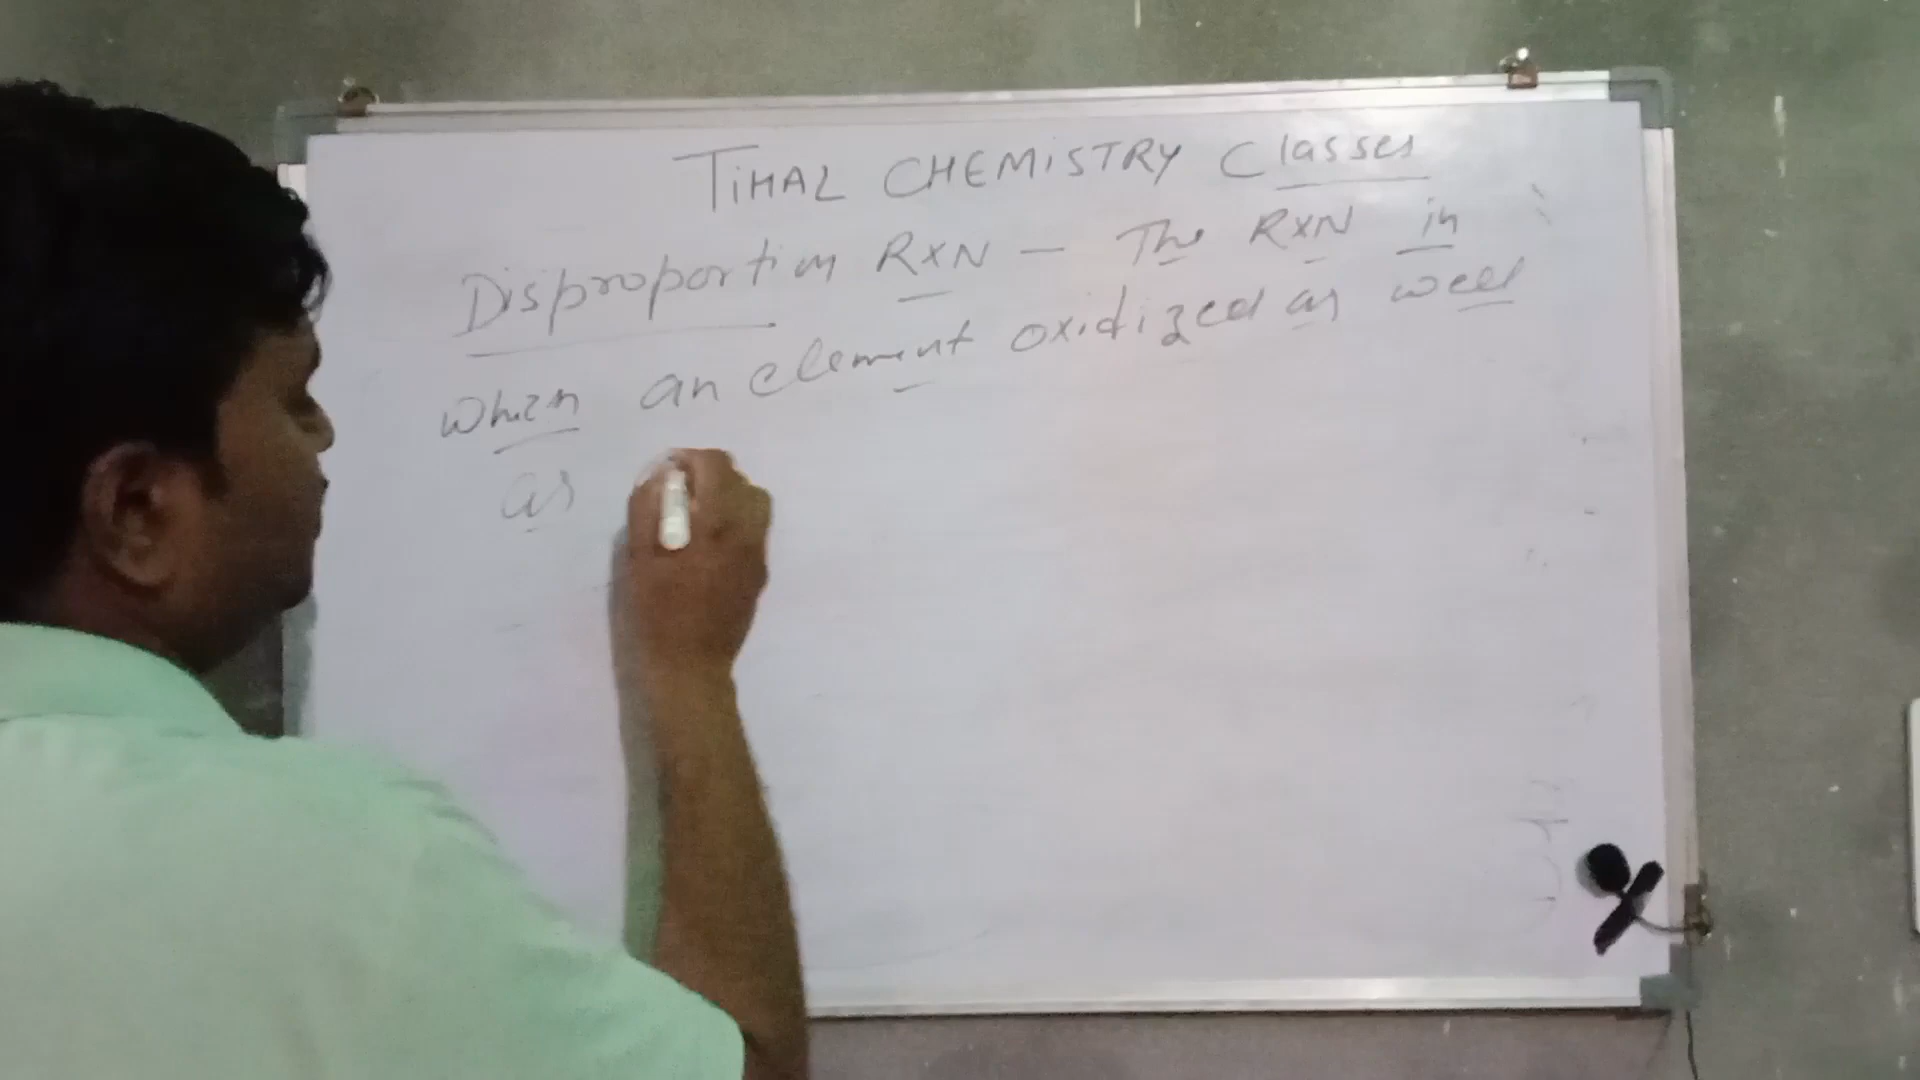 TIHAL CHEMISTRY Classes
Disproportion RXN - The RXN in
when an element oxidized as well
as